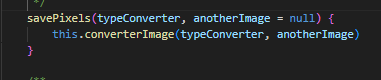 */
savePixels(typeConverter, anotherImage = null) {
    this.converterImage(typeConverter, anotherImage)
}
/**